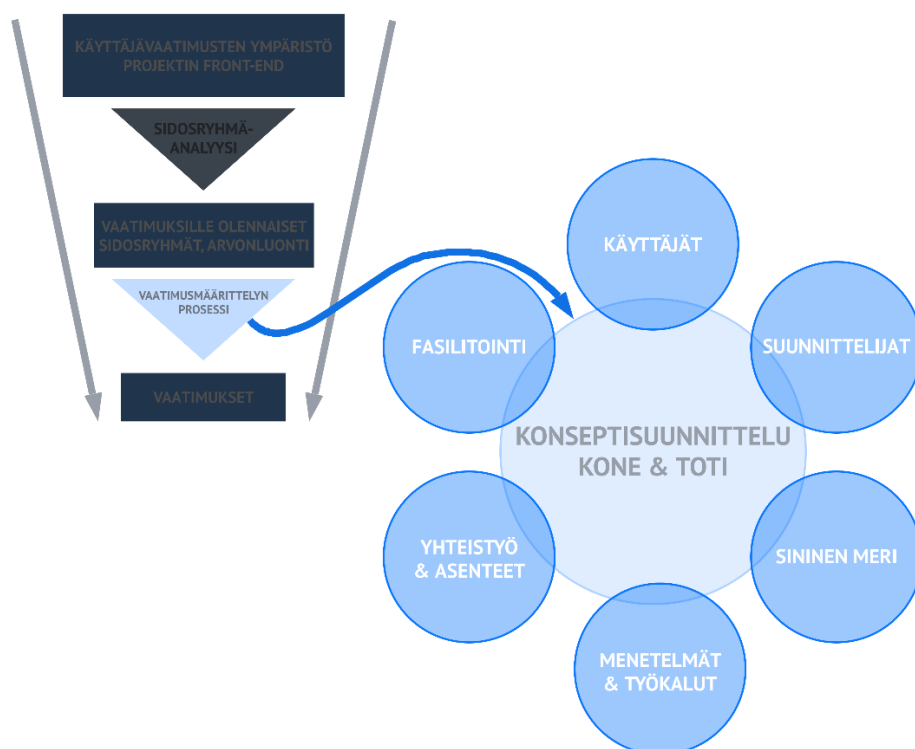 KÄYTTÄJÄVAATIMUSTEN YMPÄRISTÖ
PROJEKTIN FRONT-END
SIDOSRYHMÄ-
ANALYYSI
VAATIMUKSILLE OLENNAISET
SIDOSRYHMÄT, ARVONLUONTI
VAATIMUSMÄÄRITTELYN
PROSESSI
VAATIMUKSET
KÄYTTÄJÄT
FASILITOINTI
SUUNNITTELIJAT
KONSEPTISUUNNITTELU
KONE & TOTI
YHTEISTYÖ
& ASENTEET
SININEN MERI
MENETELMÄT
& TYÖKALUT